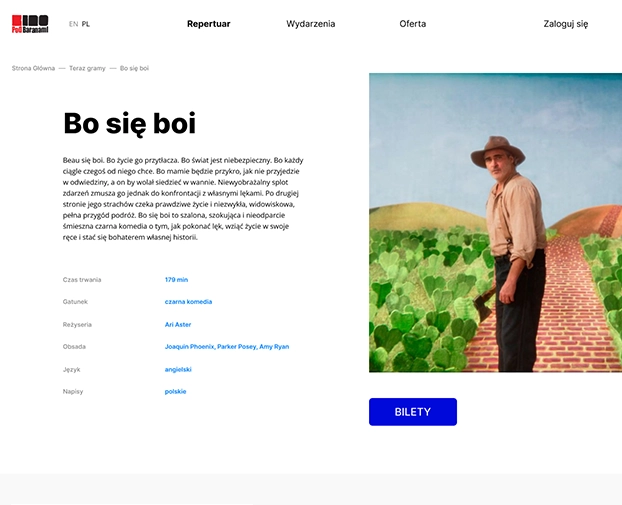 KINO
Pod Baranami
EN PL
Repertuar
Wydarzenia
Oferta
Zaloguj się
Strona Główna — Teraz gramy — Bo się boi
Bo się boi
Beau się boi. Bo życie go przytłacza. Bo świat jest niebezpieczny. Bo każdy
ciągle czegoś od niego chce. Bo mamie będzie przykro, jak nie przyjedzie
w odwiedziny, a on by wolał siedzieć w wannie. Niewyobrażalny splot
zdarzeń zmusga go jednak do konfrontacji z własnymi lękami. Po drugiej
stronie jego strachów czeka prawdziwe życie i niezwykła, widowiskowa,
pełna przygód podróż. Bo się boi to szalona, szokująca i nieodparcie
śmieszna czarna komedia o tym, jak pokonać lęk, wziąć życie w swoje
ręce i stać się bohaterem własnej historii.
Czas trwania 179 min
Gatunek czarna komedia
Reżyseria Ari Aster
Obsada Joaquin Phoenix, Parker Posey, Amy Ryan
Język angielski
Napisy polskie
BILETY